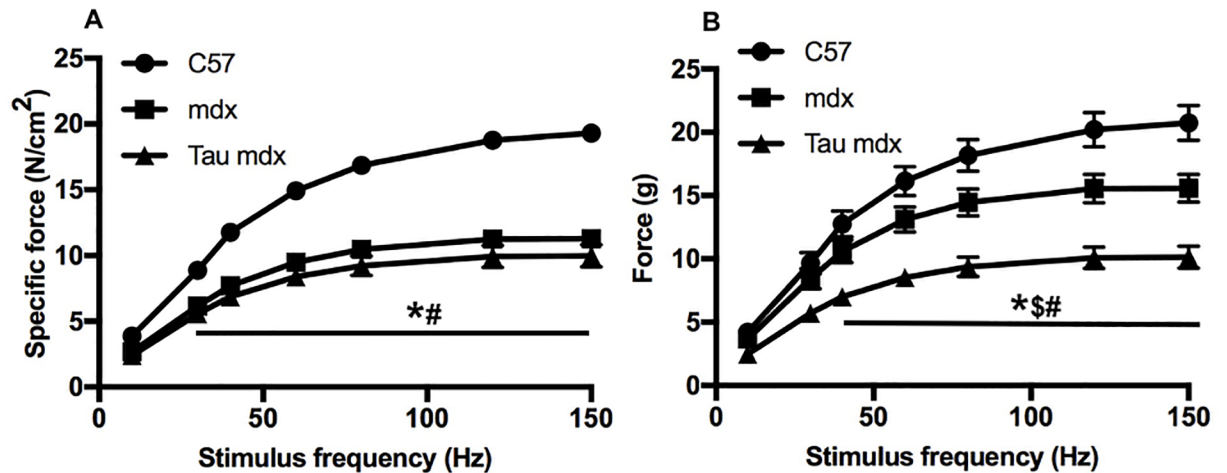 A
C57
mdx
Tau mdx
Specific force (N/cm²)
25
20
15
10
5
0
*#
0 50 100 150
Stimulus frequency (Hz)
B
C57
mdx
Tau mdx
Force (g)
25
20
15
10
5
0
*$#
0 50 100 150
Stimulus frequency (Hz)